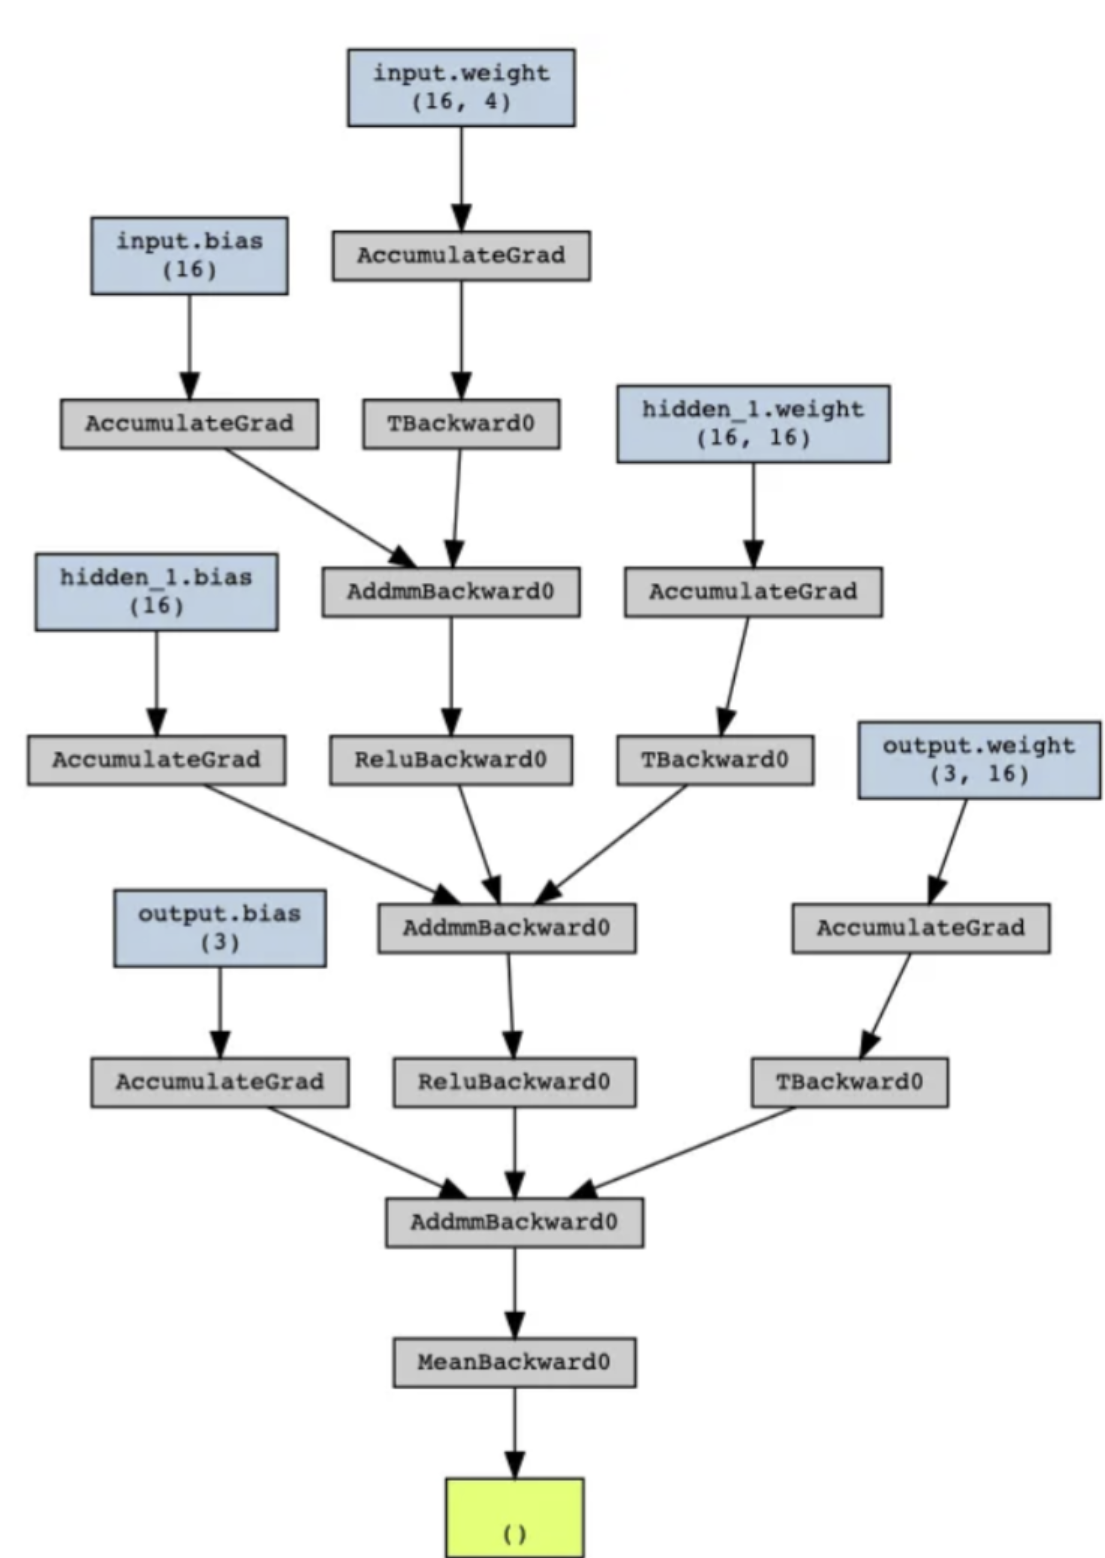 input.weight
(16, 4)
input.bias
(16)
AccumulateGrad
AccumulateGrad
TBackward0
hidden_1.weight
(16, 16)
hidden_1.bias
(16)
AddmmBackward0
AccumulateGrad
AccumulateGrad
ReluBackward0
TBackward0
output.weight
(3, 16)
output.bias
(3)
AddmmBackward0
AccumulateGrad
AccumulateGrad
ReluBackward0
TBackward0
AddmmBackward0
MeanBackward0
()